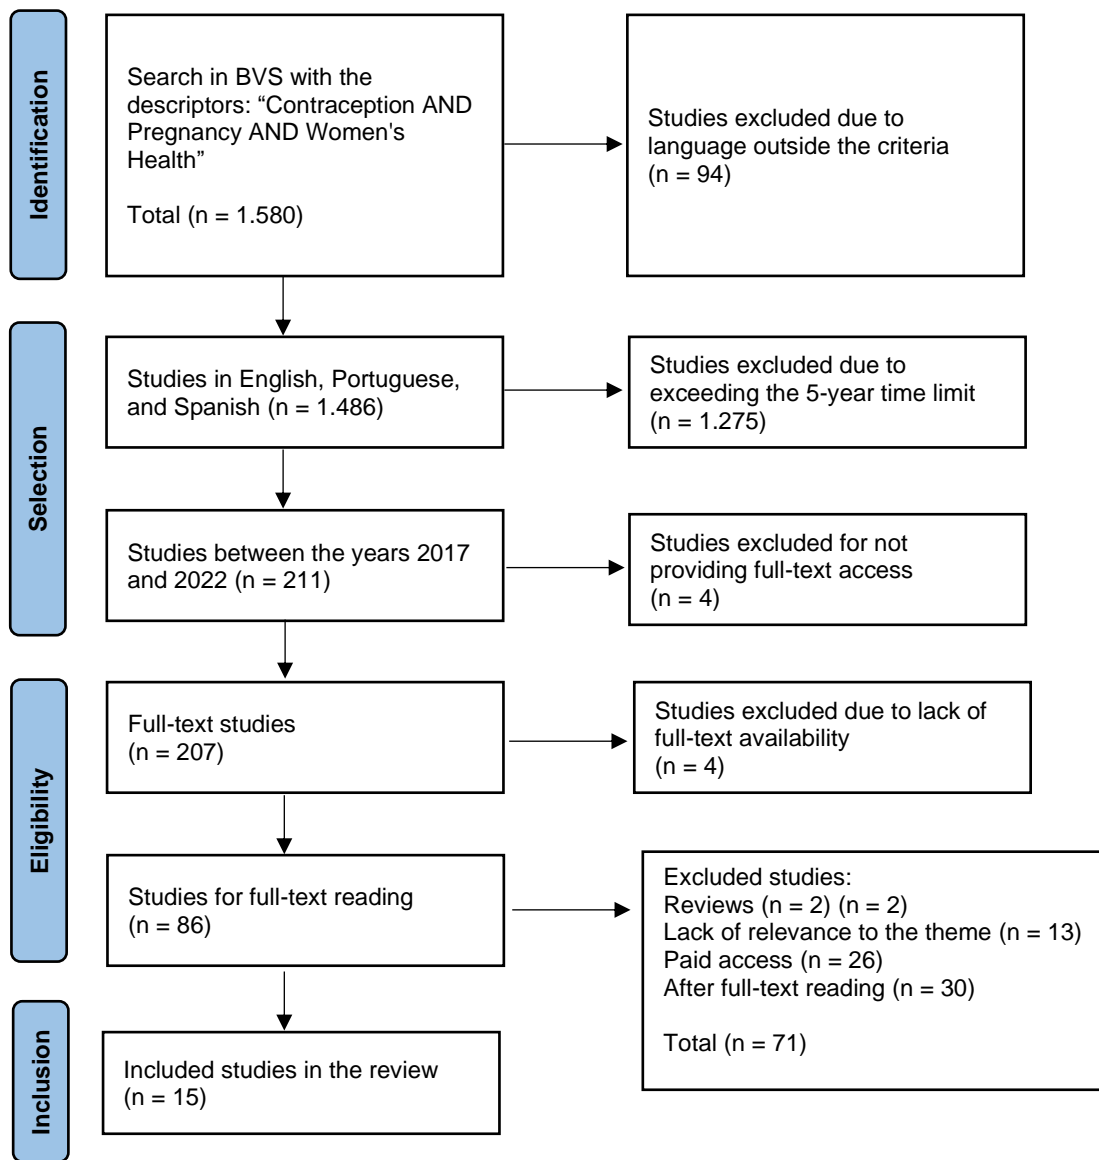 Identification
Search in BVS with the
descriptors: “Contraception AND
Pregnancy AND Women's
Health”
Total (n = 1.580)
Studies excluded due to
language outside the criteria
(n = 94)
Selection
Studies in English, Portuguese,
and Spanish (n = 1.486)
Studies excluded due to
exceeding the 5-year time limit
(n = 1.275)
Studies between the years 2017
and 2022 (n = 211)
Studies excluded for not
providing full-text access
(n = 4)
Eligibility
Full-text studies
(n = 207)
Studies excluded due to lack of
full-text availability
(n = 4)
Studies for full-text reading
(n = 86)
Excluded studies:
Reviews (n = 2) (n = 2)
Lack of relevance to the theme (n = 13)
Paid access (n = 26)
After full-text reading (n = 30)
Total (n = 71)
Inclusion
Included studies in the review
(n = 15)